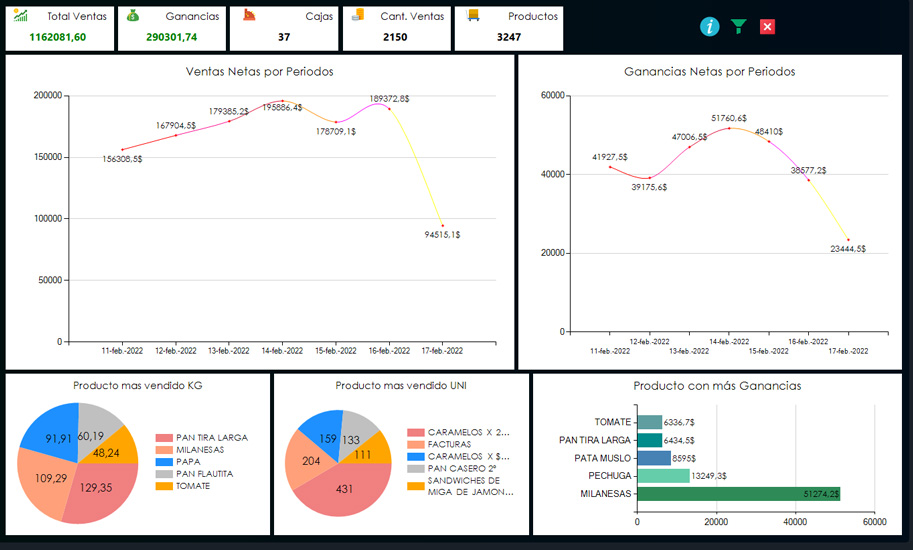 Total Ventas
1162081,60
Ganancias
290301,74
Cajas
37
Cant. Ventas
2150
Productos
3247
Ventas Netas por Periodos
200000
150000
100000
50000
0
156308,5$
167904,5$
179385,2$
195886,4$
178709,1$
189372,8$
94515,1$
11-feb.-2022
12-feb.-2022
13-feb.-2022
14-feb.-2022
15-feb.-2022
16-feb.-2022
17-feb.-2022
Ganancias Netas por Periodos
60000
40000
20000
0
41927,5$
39175,6$
47006,5$
51760,6$
48410$
38577,2$
23444,5$
11-feb.-2022
12-feb.-2022
13-feb.-2022
14-feb.-2022
15-feb.-2022
16-feb.-2022
17-feb.-2022
Producto mas vendido KG
91,91
60,19
48,24
109,29
129,35
PAN TIRA LARGA
MILANESAS
PAPA
PAN FLAUTITA
TOMATE
Producto mas vendido UNI
159
133
111
204
431
CARAMELOS X 2...
FACTURAS
CARAMELOS X $...
PAN CASERO 2º
SANDWICHES DE
MIGA DE JAMON...
Producto con más Ganancias
TOMATE
6336,7$
PAN TIRA LARGA
6434,5$
PATA MUSLO
8595$
PECHUGA
13249,3$
MILANESAS
51274,2$
0
20000
40000
60000